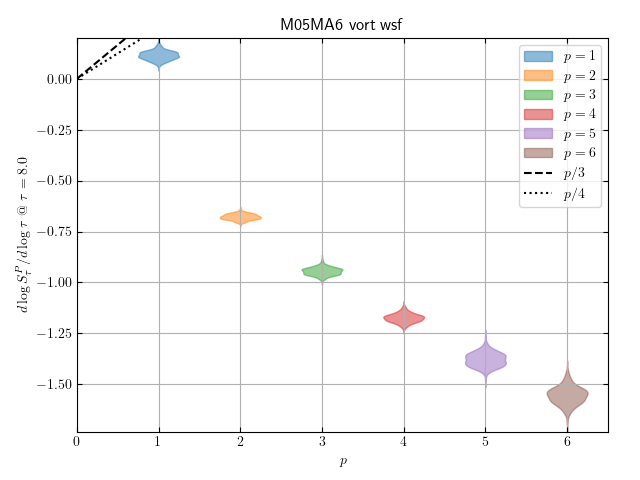 M05MA6 vort wsf
d log S_τ^p / d log τ @ τ = 8.0
0.00
−0.25
−0.50
−0.75
−1.00
−1.25
−1.50
0 1 2 3 4 5 6
p
p = 1
p = 2
p = 3
p = 4
p = 5
p = 6
p/3
p/4